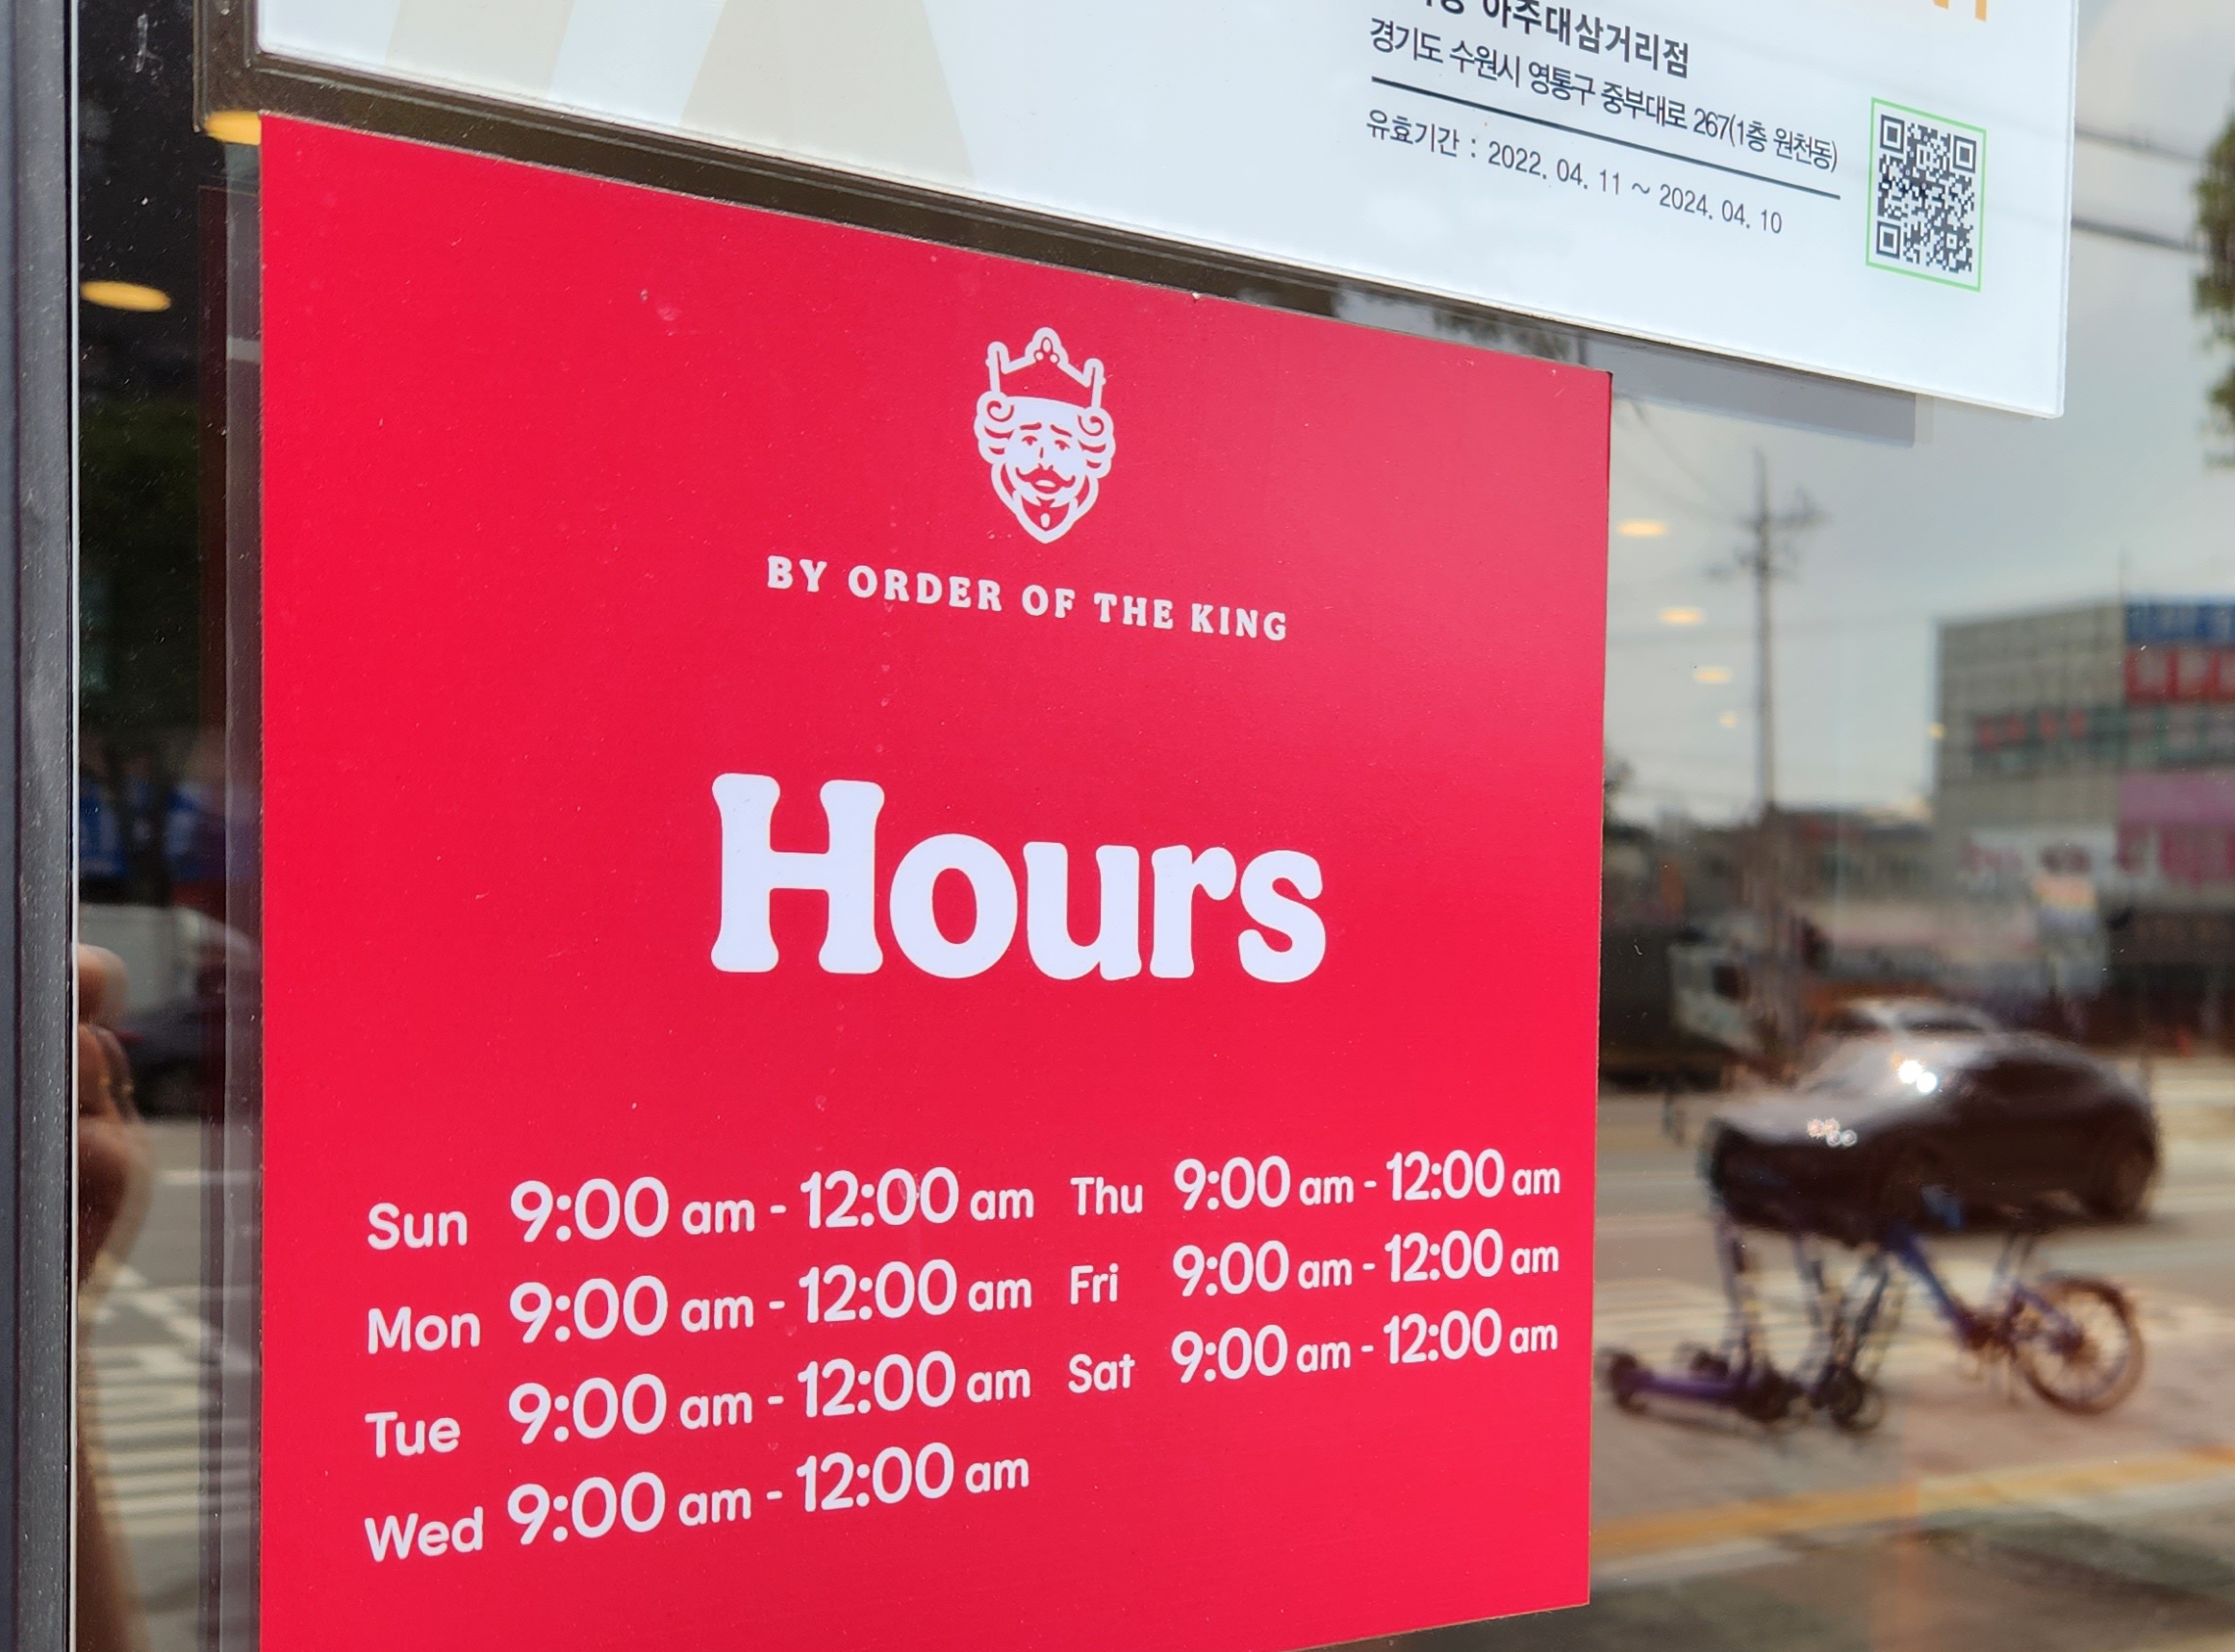 아주대삼거리점
경기도 수원시 영통구 중부대로 267(1층 원천동)
유효기간 : 2022. 04. 11 ~ 2024. 04. 10
BY ORDER OF THE KING
Hours
Sun 9:00 am - 12:00 am
Mon 9:00 am - 12:00 am
Tue 9:00 am - 12:00 am
Wed 9:00 am - 12:00 am
Thu 9:00 am - 12:00 am
Fri 9:00 am - 12:00 am
Sat 9:00 am - 12:00 am